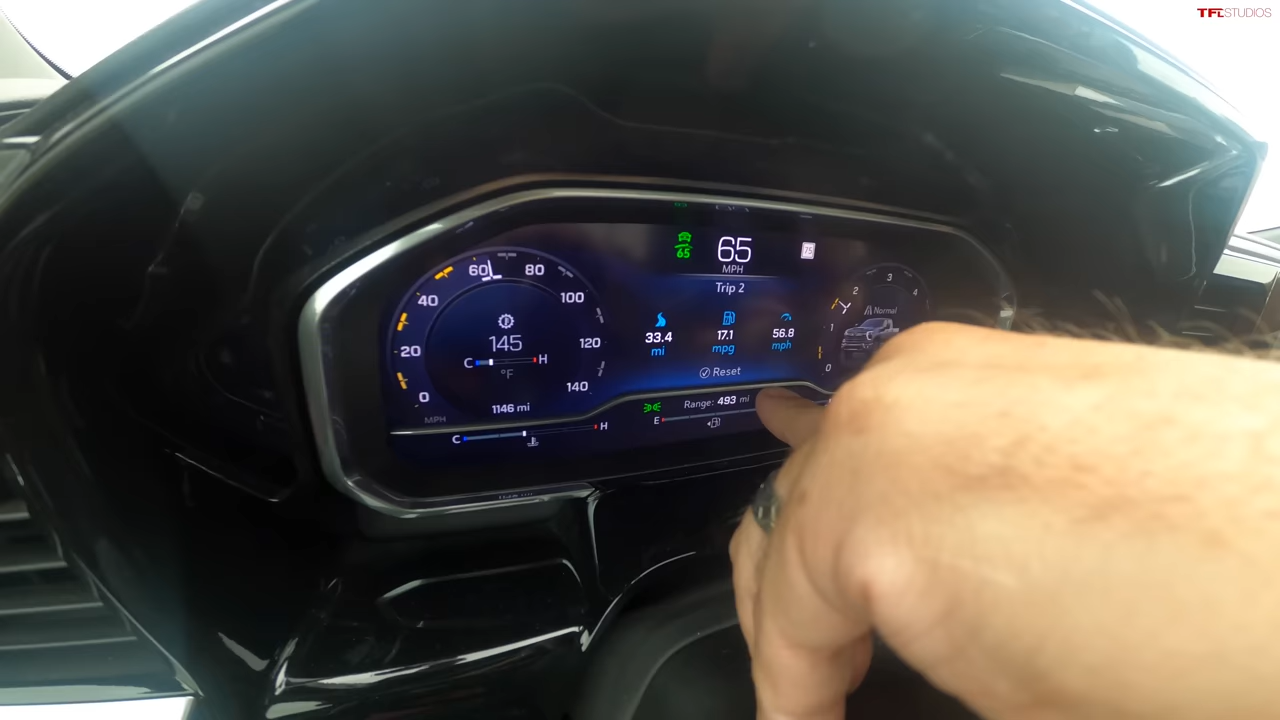 TFLSTUDIOS
65
65
MPH
75
Trip 2
33.4
mi
17.1
mpg
56.8
mph
Reset
Range: 493 mi
E
0
20
40
60
80
100
120
140
MPH
145
C H
°F
1146 mi
C H
0
1
2
3
4
Normal